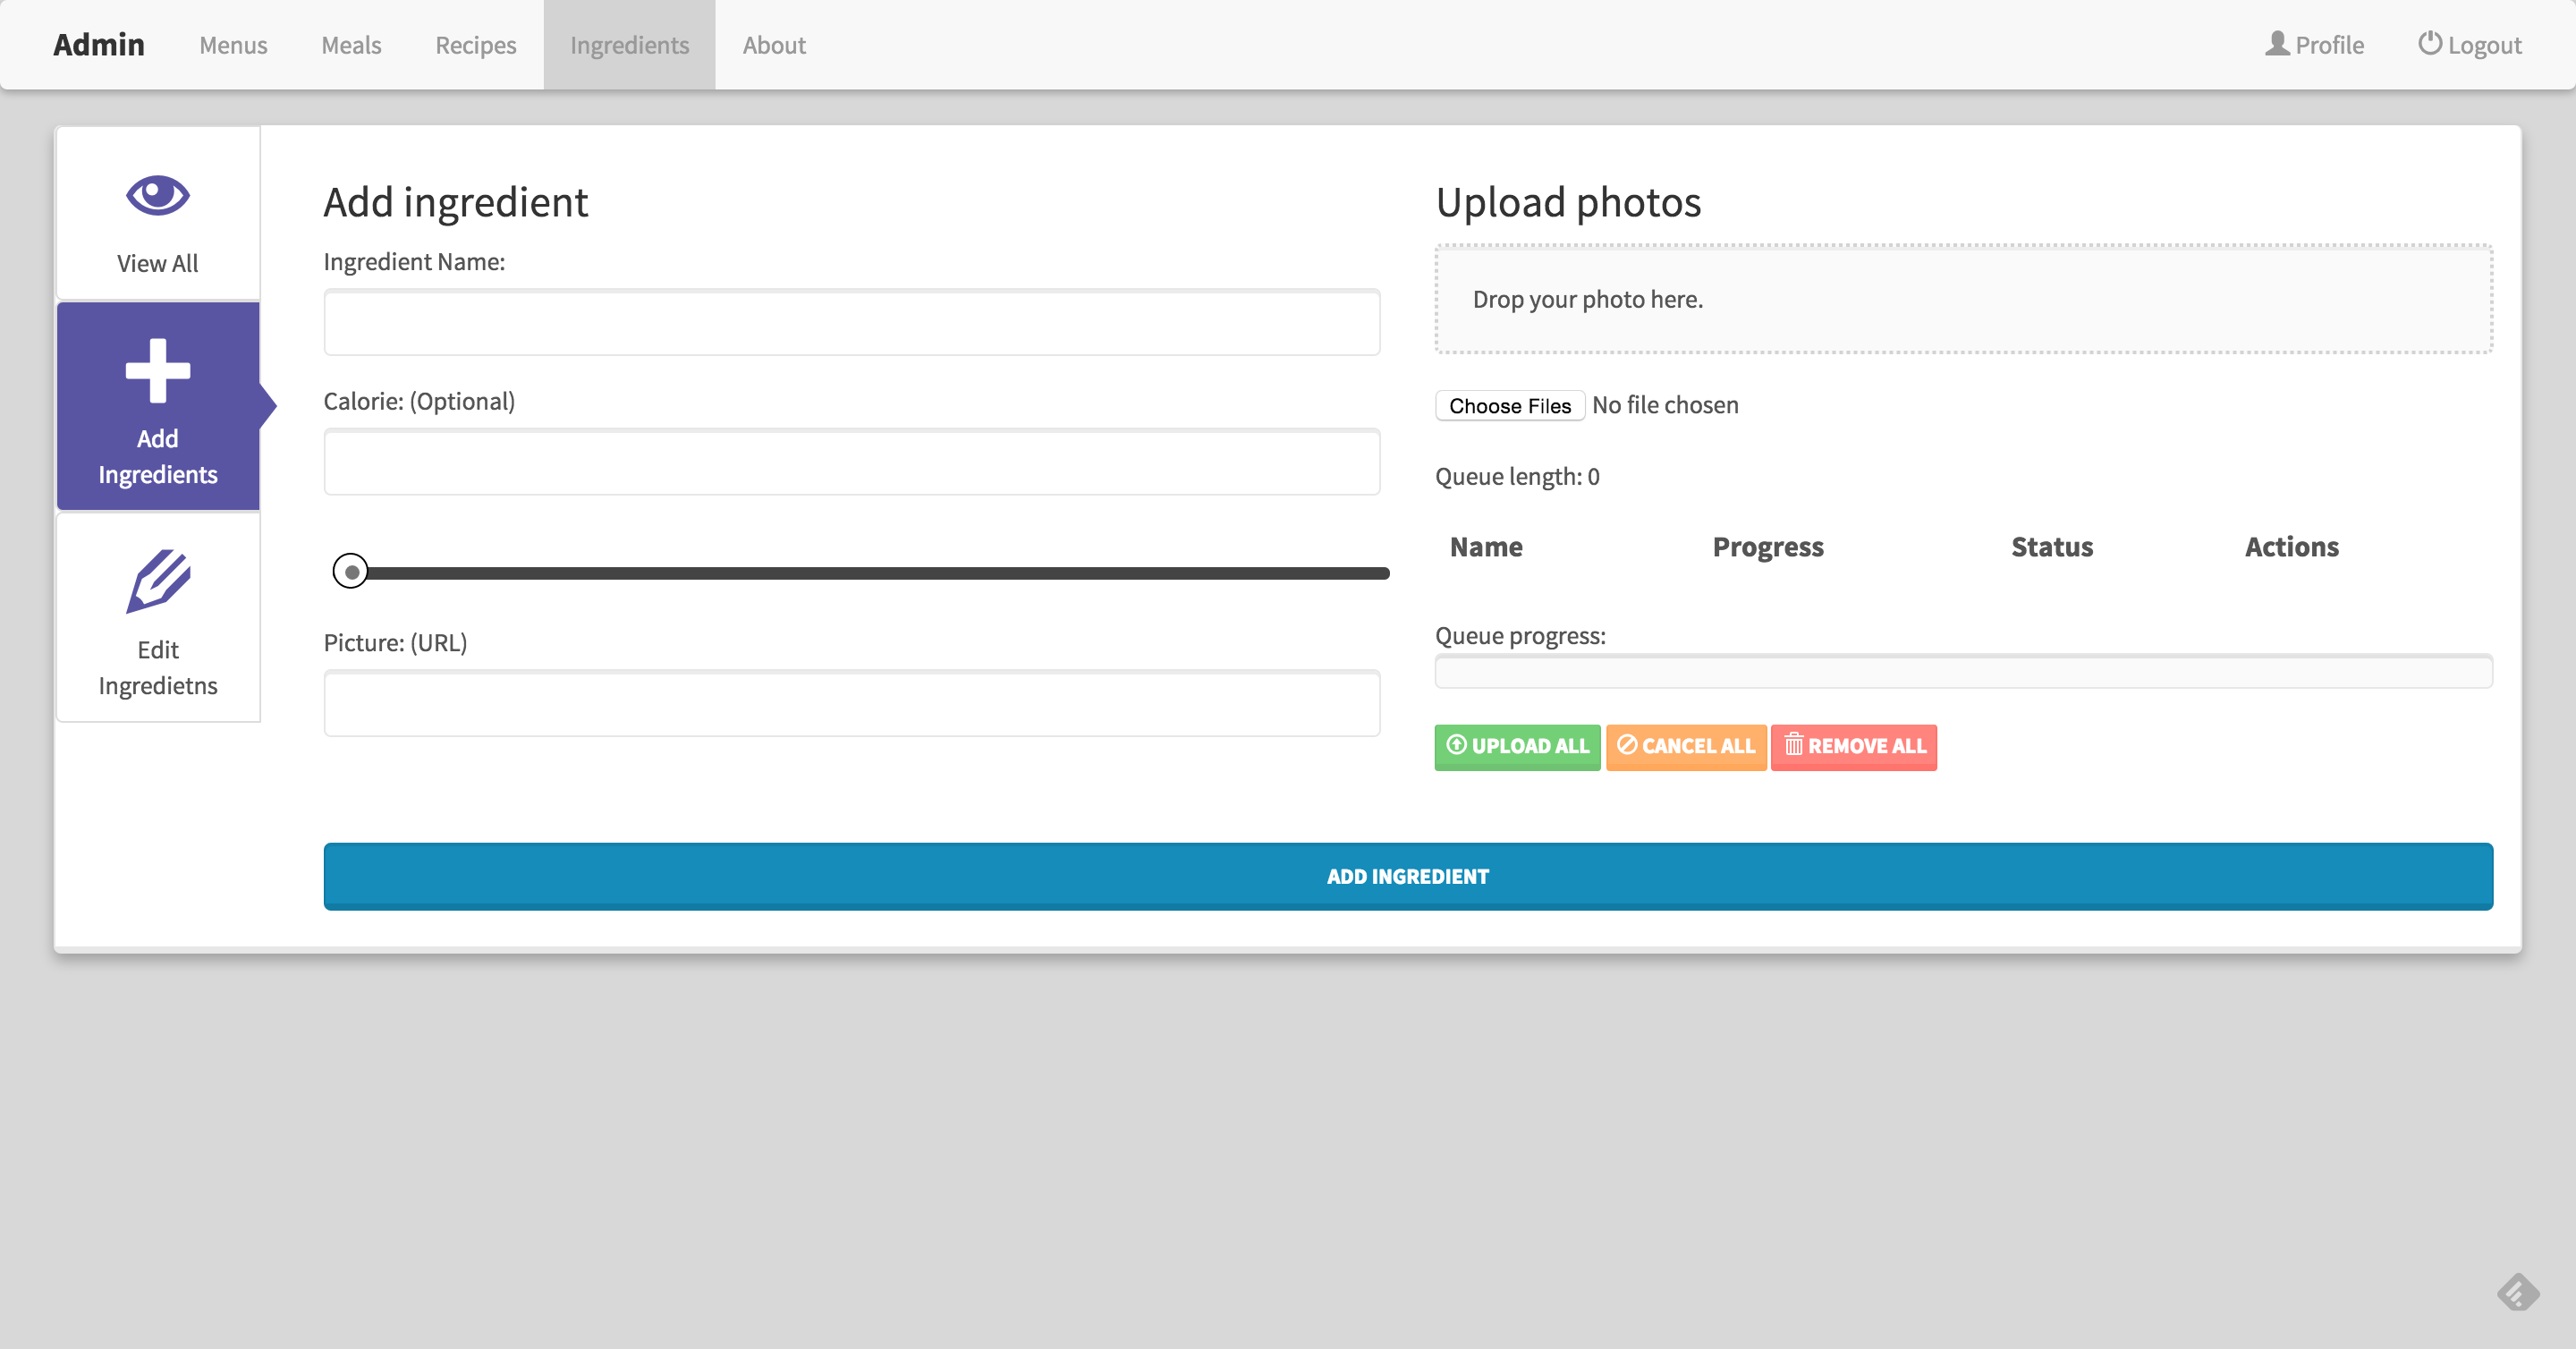 Admin Menus Meals Recipes Ingredients About Profile Logout
View All
Add
Ingredients
Edit
Ingredietns
Add ingredient
Ingredient Name:
Calorie: (Optional)
Picture: (URL)
Upload photos
Drop your photo here.
Choose Files No file chosen
Queue length: 0
Name Progress Status Actions
Queue progress:
UPLOAD ALL CANCEL ALL REMOVE ALL
ADD INGREDIENT